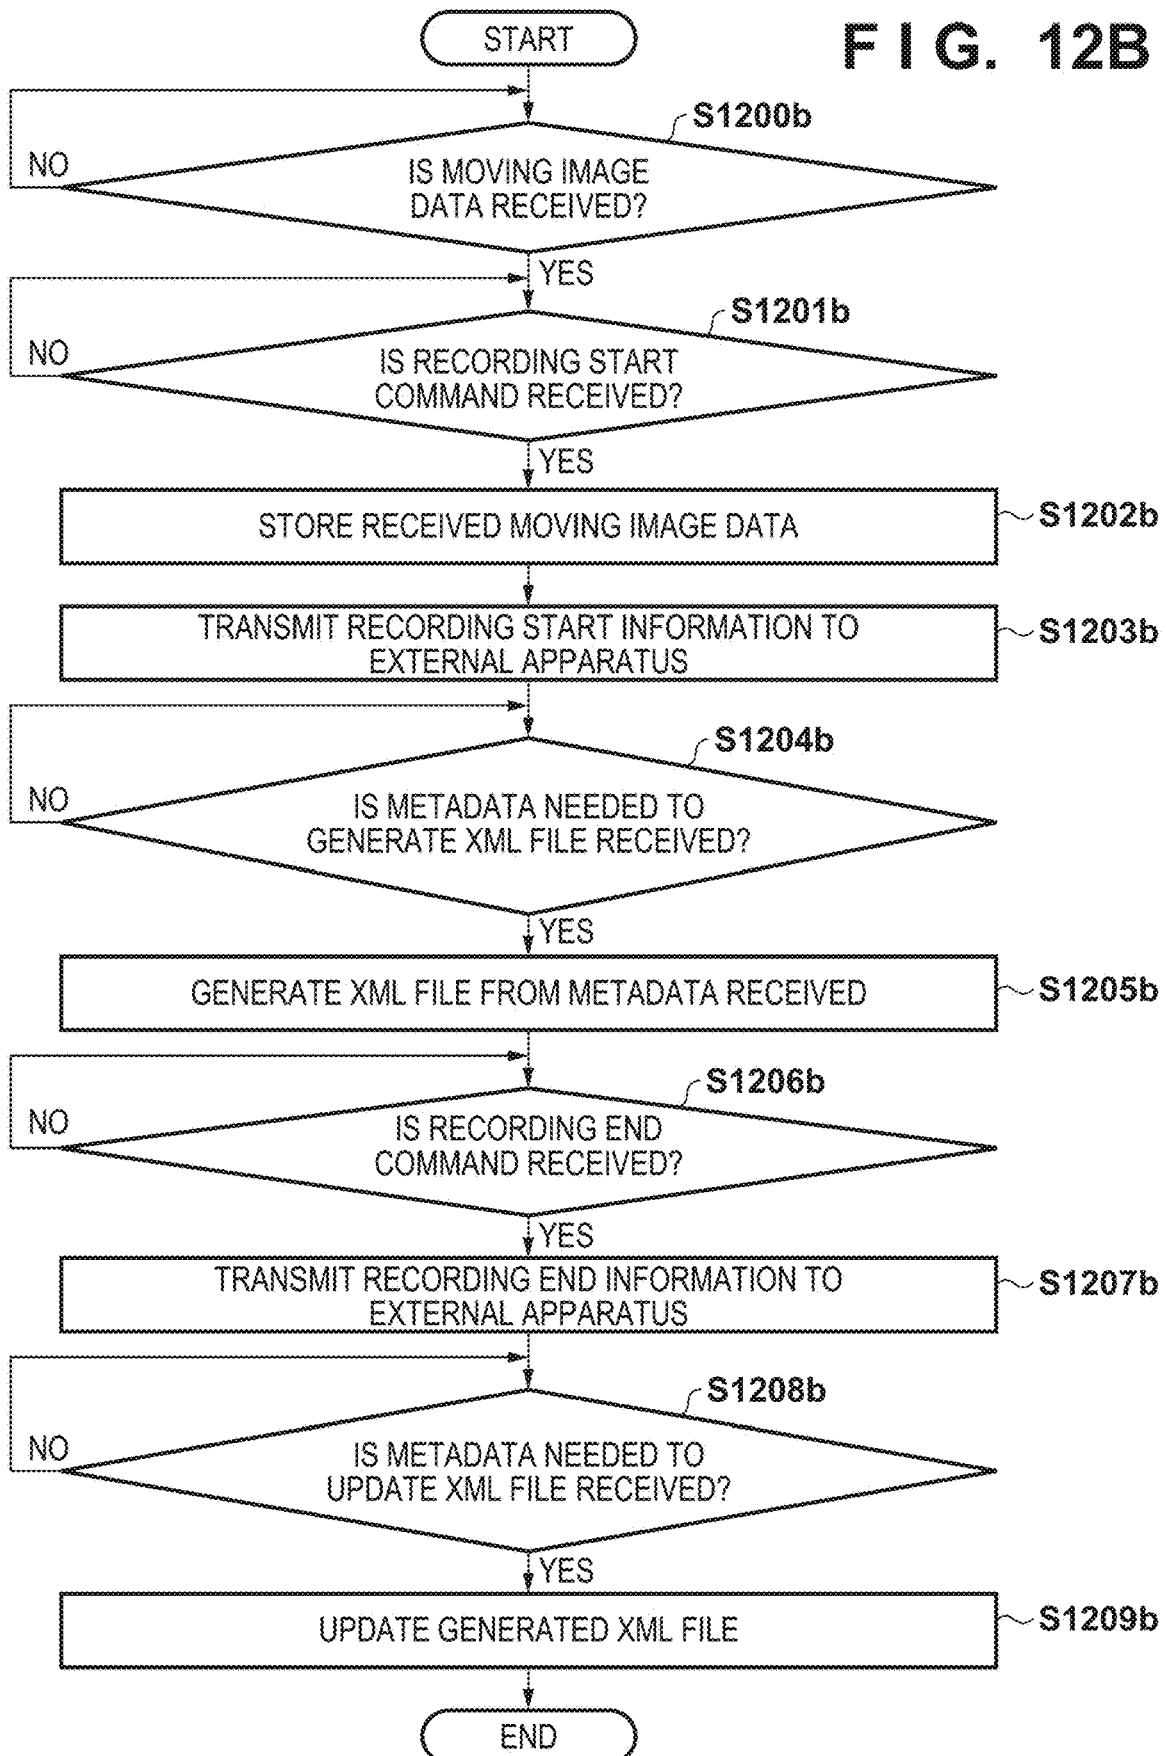 START
F I G. 12B
S1200b
NO
IS MOVING IMAGE
DATA RECEIVED?
YES
S1201b
NO
IS RECORDING START
COMMAND RECEIVED?
YES
STORE RECEIVED MOVING IMAGE DATA
S1202b
TRANSMIT RECORDING START INFORMATION TO
EXTERNAL APPARATUS
S1203b
S1204b
NO
IS METADATA NEEDED TO
GENERATE XML FILE RECEIVED?
YES
GENERATE XML FILE FROM METADATA RECEIVED
S1205b
S1206b
NO
IS RECORDING END
COMMAND RECEIVED?
YES
TRANSMIT RECORDING END INFORMATION TO
EXTERNAL APPARATUS
S1207b
S1208b
NO
IS METADATA NEEDED TO
UPDATE XML FILE RECEIVED?
YES
UPDATE GENERATED XML FILE
S1209b
END